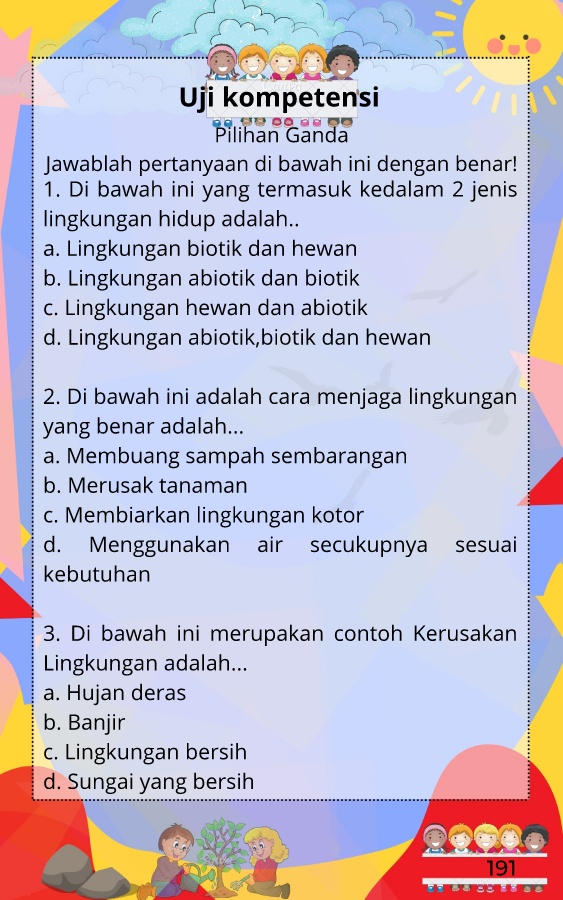 Uji kompetensi
Pilihan Ganda
Jawablah pertanyaan di bawah ini dengan benar!
1. Di bawah ini yang termasuk kedalam 2 jenis
lingkungan hidup adalah..
a. Lingkungan biotik dan hewan
b. Lingkungan abiotik dan biotik
c. Lingkungan hewan dan abiotik
d. Lingkungan abiotik,biotik dan hewan
2. Di bawah ini adalah cara menjaga lingkungan
yang benar adalah...
a. Membuang sampah sembarangan
b. Merusak tanaman
c. Membiarkan lingkungan kotor
d. Menggunakan air secukupnya sesuai
kebutuhan
3. Di bawah ini merupakan contoh Kerusakan
Lingkungan adalah...
a. Hujan deras
b. Banjir
c. Lingkungan bersih
d. Sungai yang bersih
191